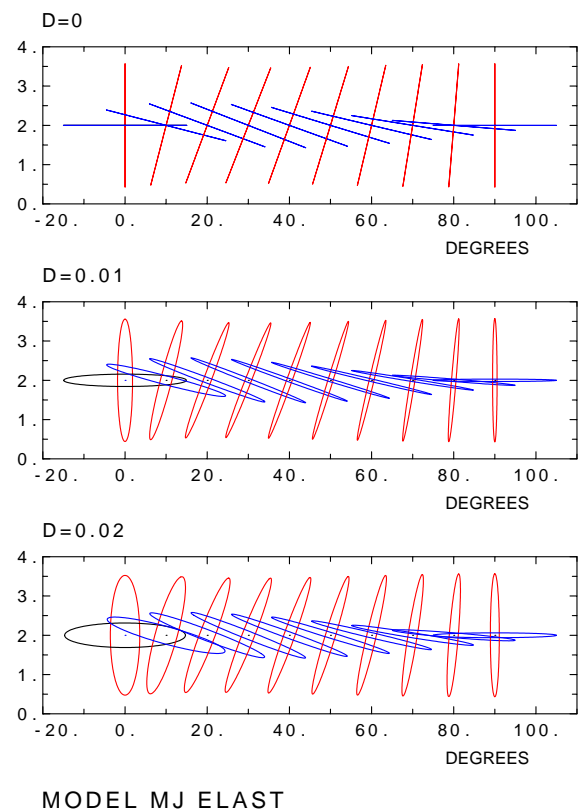 D=0
4.
3.
2.
1.
0.
-20. 0. 20. 40. 60. 80. 100.
DEGREES
D=0.01
4.
3.
2.
1.
0.
-20. 0. 20. 40. 60. 80. 100.
DEGREES
D=0.02
4.
3.
2.
1.
0.
-20. 0. 20. 40. 60. 80. 100.
DEGREES
MODEL MJ ELAST